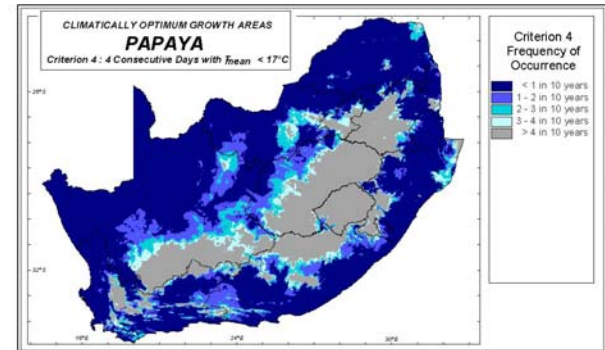 CLIMATICALLY OPTIMUM GROWTH AREAS
PAPAYA
Criterion 4 : 4 Consecutive Days with Tmean < 17°C
Criterion 4
Frequency of
Occurrence
< 1 in 10 years
1 - 2 in 10 years
2 - 3 in 10 years
3 - 4 in 10 years
> 4 in 10 years